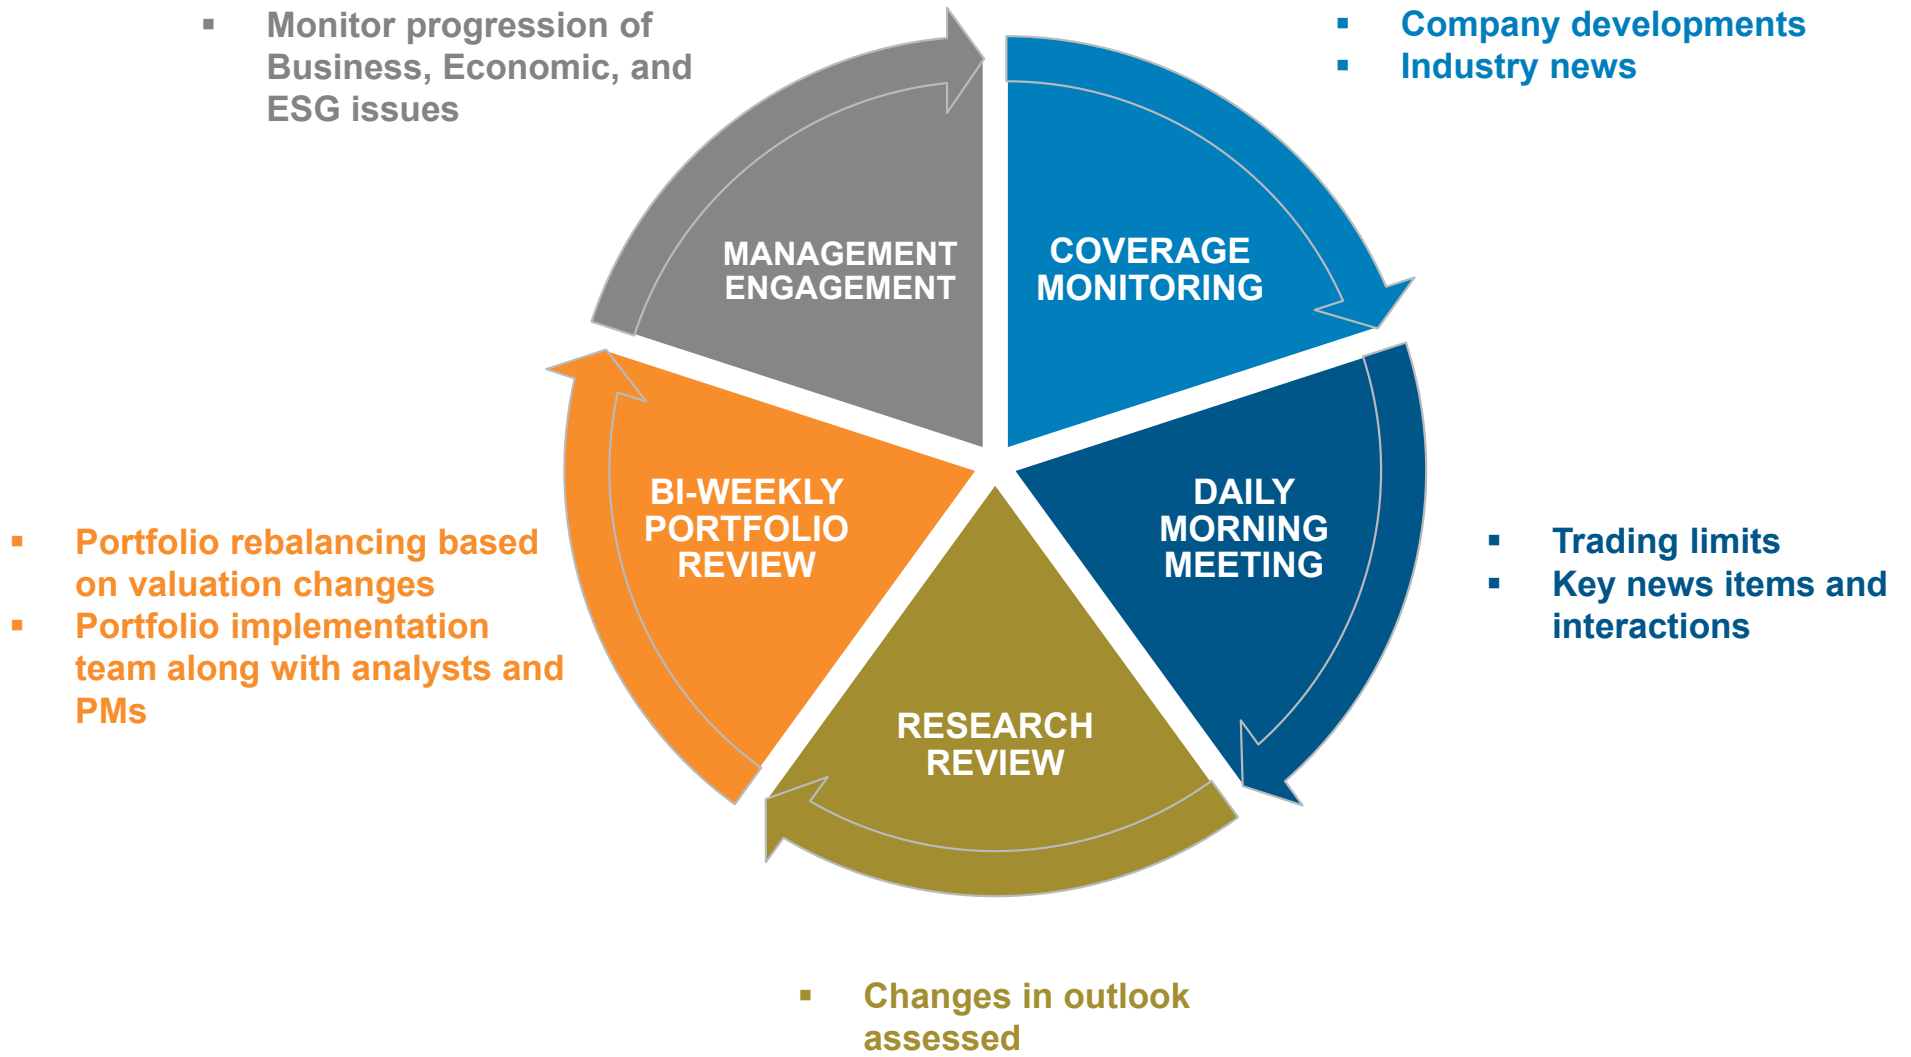 ▪ Monitor progression of
Business, Economic, and
ESG issues
▪ Company developments
▪ Industry news
MANAGEMENT
ENGAGEMENT
COVERAGE
MONITORING
BI-WEEKLY
PORTFOLIO
REVIEW
DAILY
MORNING
MEETING
▪ Portfolio rebalancing based
on valuation changes
▪ Portfolio implementation
team along with analysts and
PMs
▪ Trading limits
▪ Key news items and
interactions
RESEARCH
REVIEW
▪ Changes in outlook
assessed